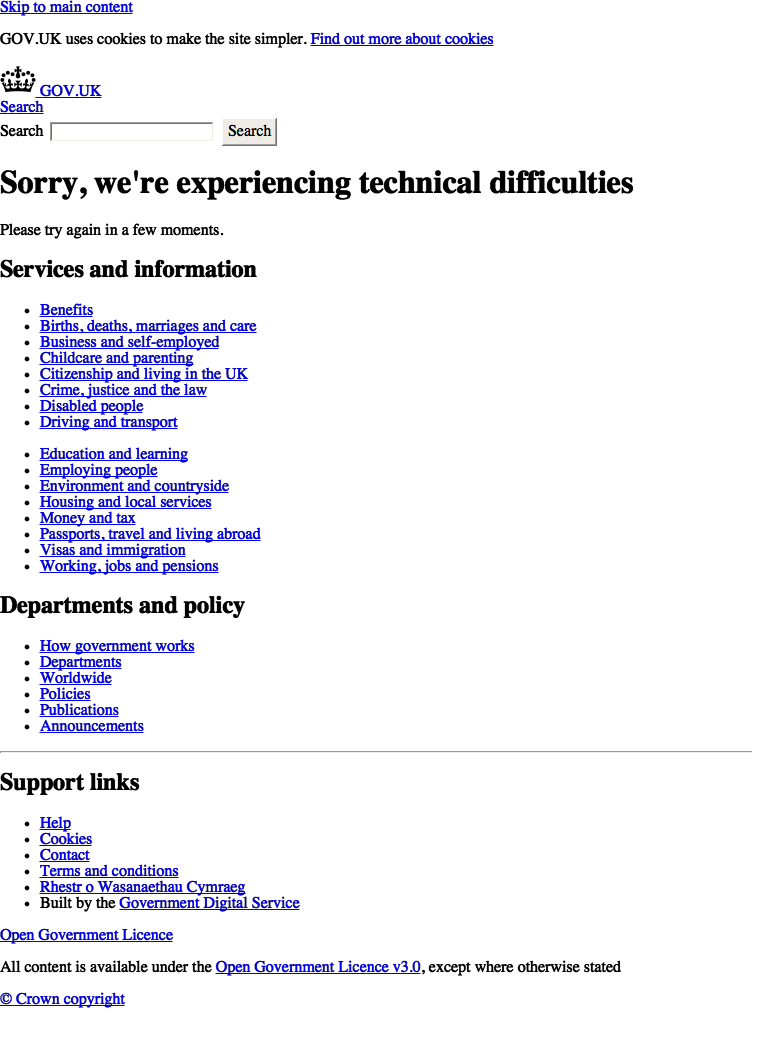 Skip to main content
GOV.UK uses cookies to make the site simpler. Find out more about cookies
GOV.UK
Search
Search Search
Sorry, we're experiencing technical difficulties
Please try again in a few moments.
Services and information
Benefits
Births, deaths, marriages and care
Business and self-employed
Childcare and parenting
Citizenship and living in the UK
Crime, justice and the law
Disabled people
Driving and transport
Education and learning
Employing people
Environment and countryside
Housing and local services
Money and tax
Passports, travel and living abroad
Visas and immigration
Working, jobs and pensions
Departments and policy
How government works
Departments
Worldwide
Policies
Publications
Announcements
Support links
Help
Cookies
Contact
Terms and conditions
Rhestr o Wasanaethau Cymraeg
Built by the Government Digital Service
Open Government Licence
All content is available under the Open Government Licence v3.0, except where otherwise stated
© Crown copyright